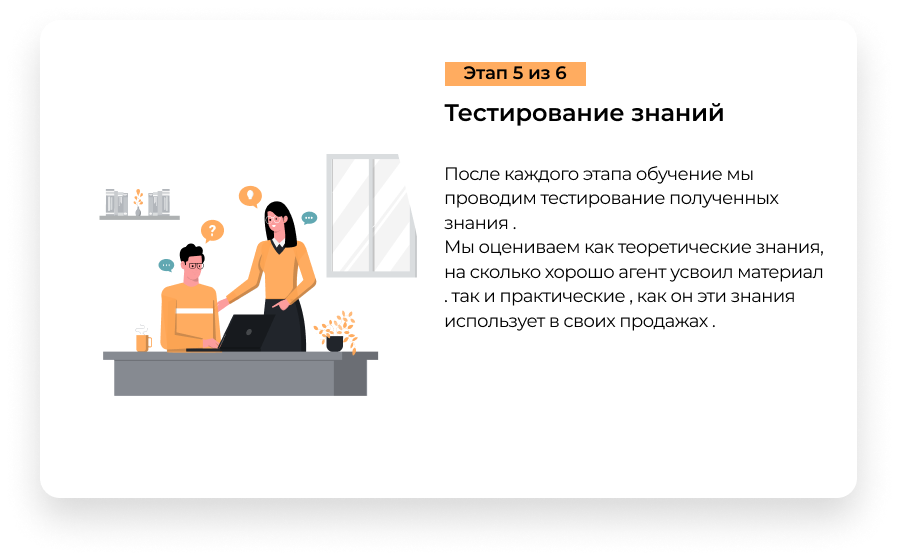 Этап 5 из 6
Тестирование знаний
После каждого этапа обучение мы
проводим тестирование полученных
знания .
Мы оцениваем как теоретические знания,
на сколько хорошо агент усвоил материал
. так и практические , как он эти знания
использует в своих продажах .